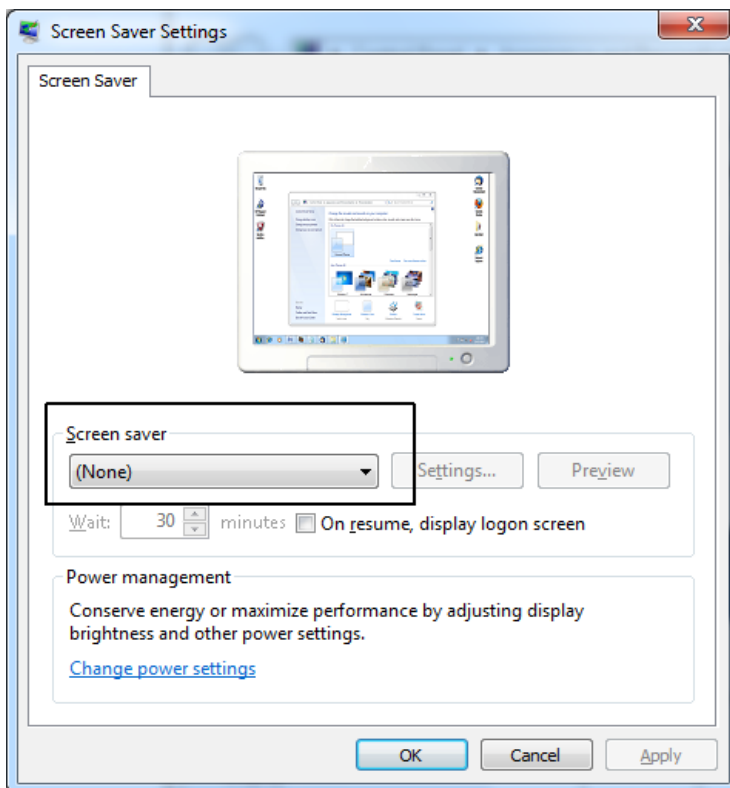 Screen Saver Settings
Screen Saver
Screen saver
(None)
Settings...
Preview
Wait: 30 minutes On resume, display logon screen
Power management
Conserve energy or maximize performance by adjusting display
brightness and other power settings.
Change power settings
OK Cancel Apply